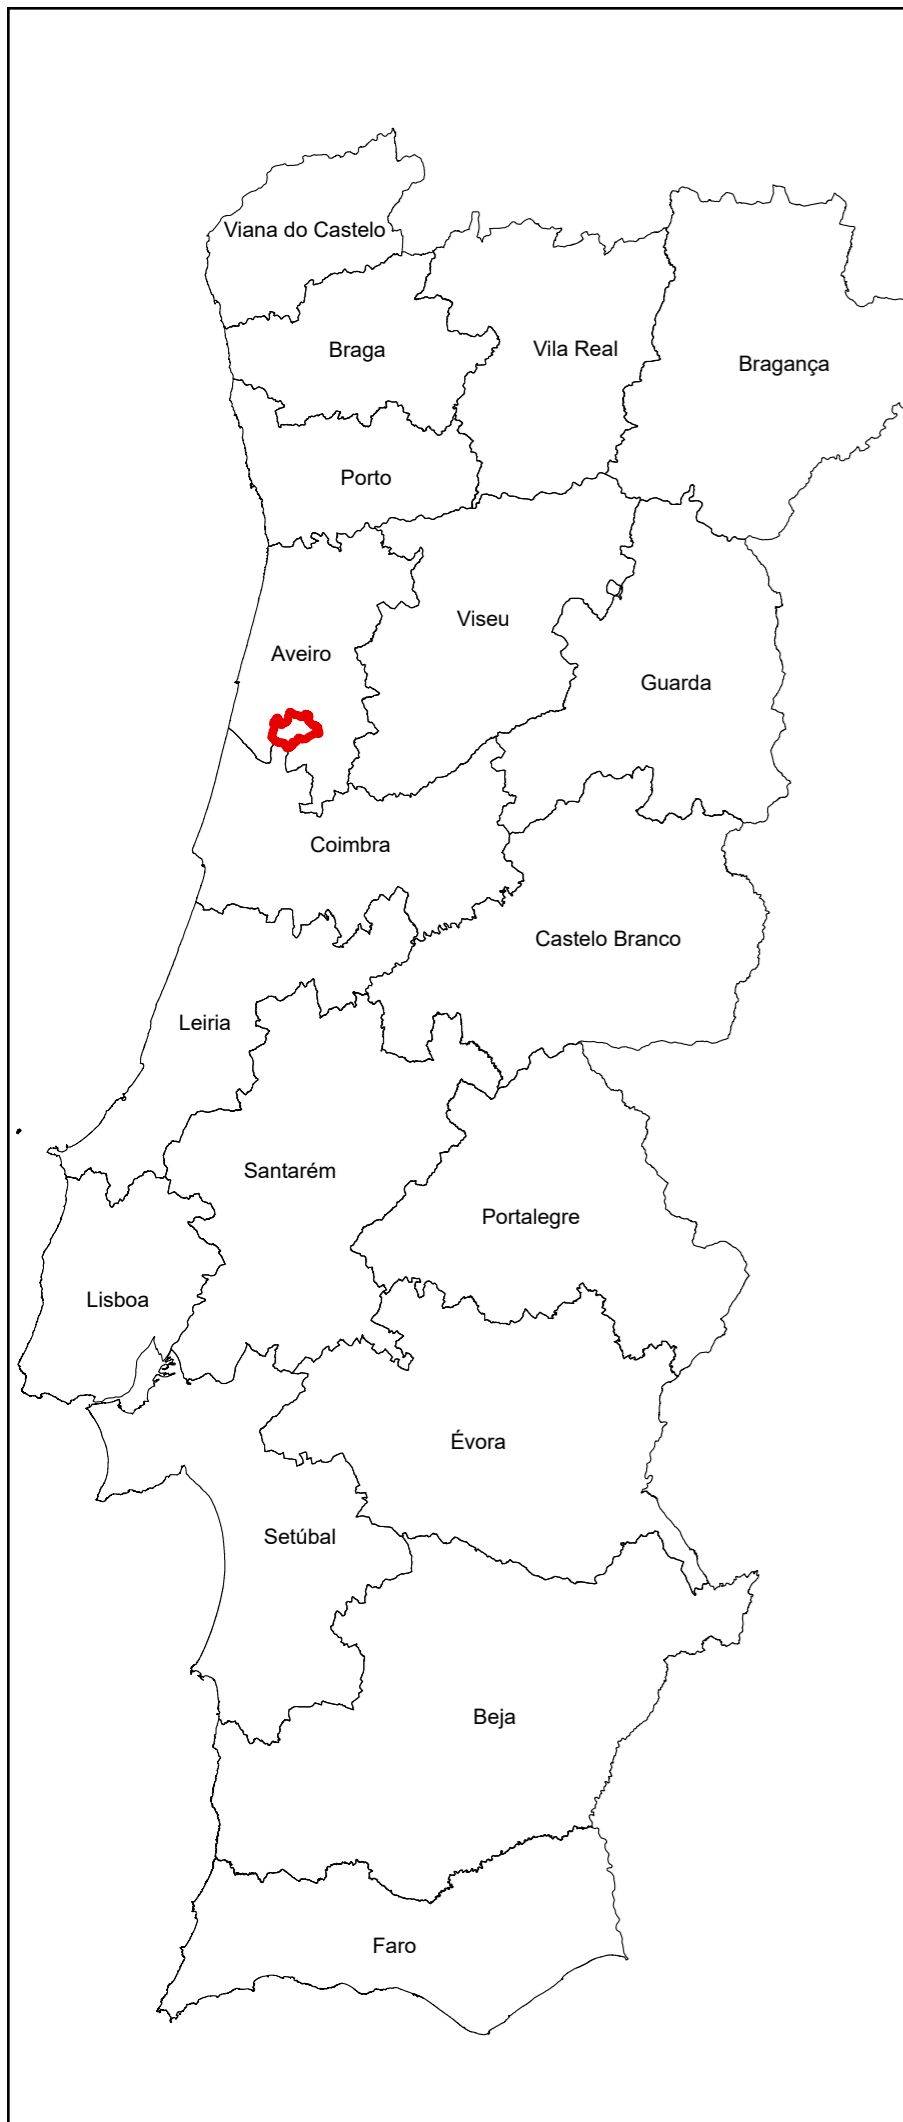 Viana do Castelo
Braga
Vila Real
Bragança
Porto
Viseu
Aveiro
Guarda
Coimbra
Castelo Branco
Leiria
Santarém
Portalegre
Lisboa
Évora
Setúbal
Beja
Faro